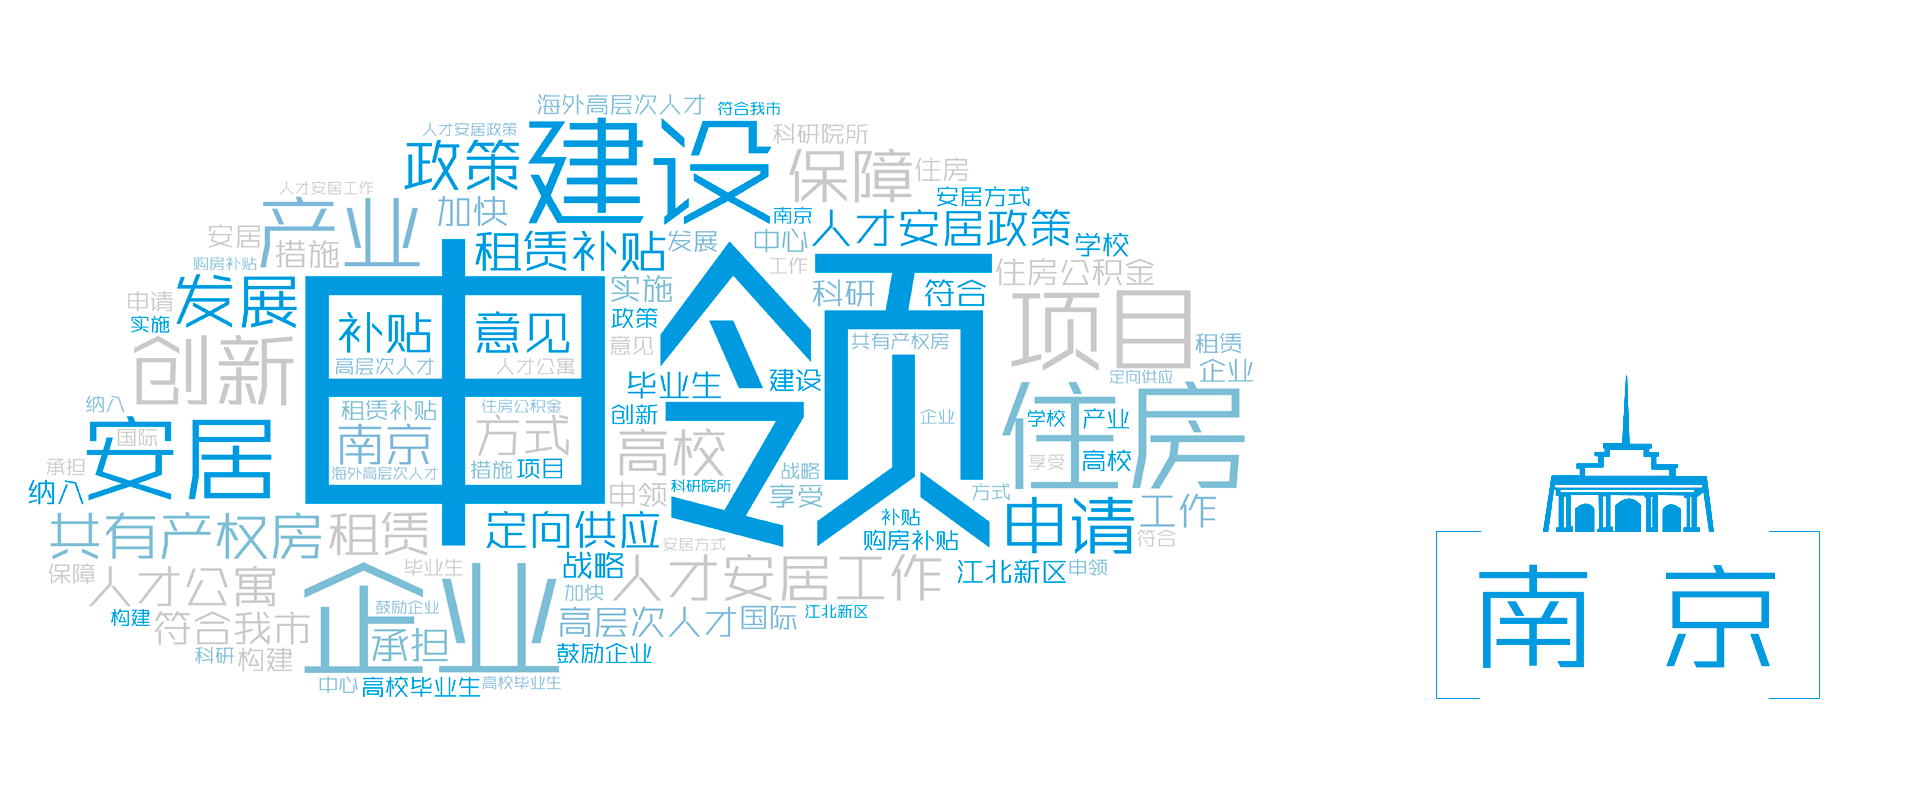 海外高层次人才
符合我市
人才安居政策
建设
科研院所
政策
保障
住房
人才安居工作
安居方式
产业
加快
南京
人才安居政策
安居
措施
租赁补贴
发展
中心
学校
购房补贴
工作
住房公积金
申请
发展
申领
实施
科研
符合
项目
实施
补贴
意见
政策
创新
意见
共有产权房
租赁
高层次人才
人才公寓
毕业生
建设
定向供应
企业
纳入
租赁补贴
住房公积金
创新
企业
学校
产业
住房
安居
国际
南京
方式
高校
享受
高校
承担
海外高层次人才
措施
项目
战略
纳入
申领
科研院所
享受
方式
申请
工作
共有产权房
租赁
定向供应
补贴
购房补贴
符合
安居方式
保障
人才公寓
毕业生
战略
人才安居工作
江北新区
申领
企业
加快
构建
符合我市
鼓励企业
承担
高层次人才
国际
江北新区
科研
构建
鼓励企业
中心
高校毕业生
高校毕业生
南京